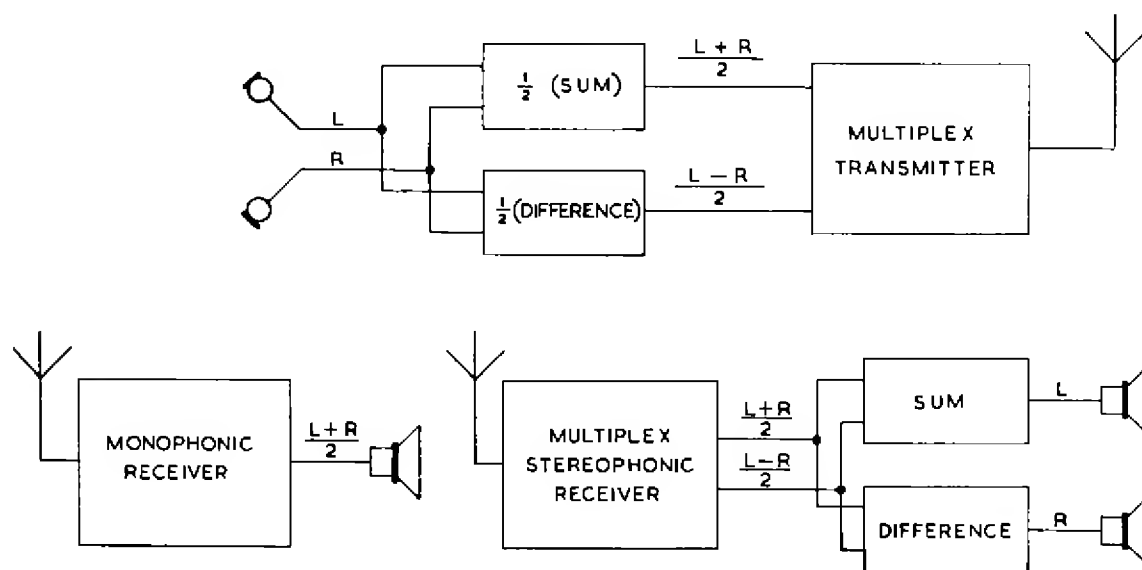 L
R
½ (SUM)
½ (DIFFERENCE)
L + R
2
L — R
2
MULTIPLEX
TRANSMITTER
MONOPHONIC
RECEIVER
L+R
2
MULTIPLEX
STEREOPHONIC
RECEIVER
L+R
2
L—R
2
SUM
L
DIFFERENCE
R